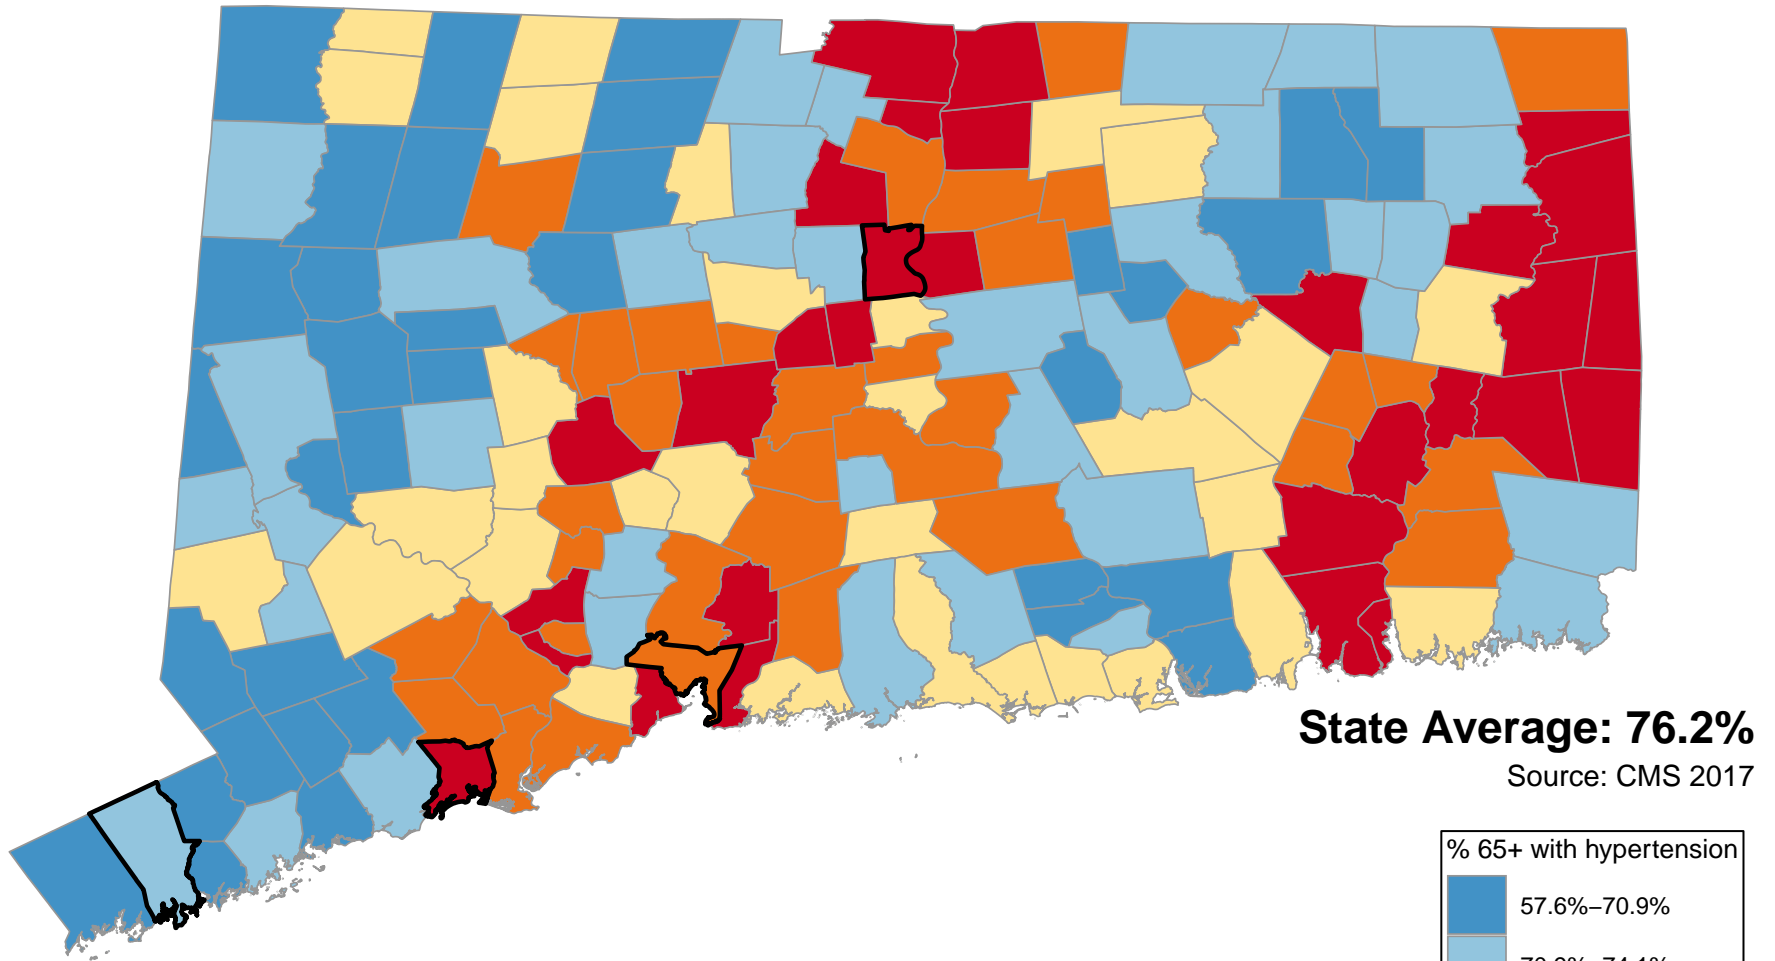 State Average: 76.2%
Source: CMS 2017
% 65+ with hypertension
57.6%–70.9%